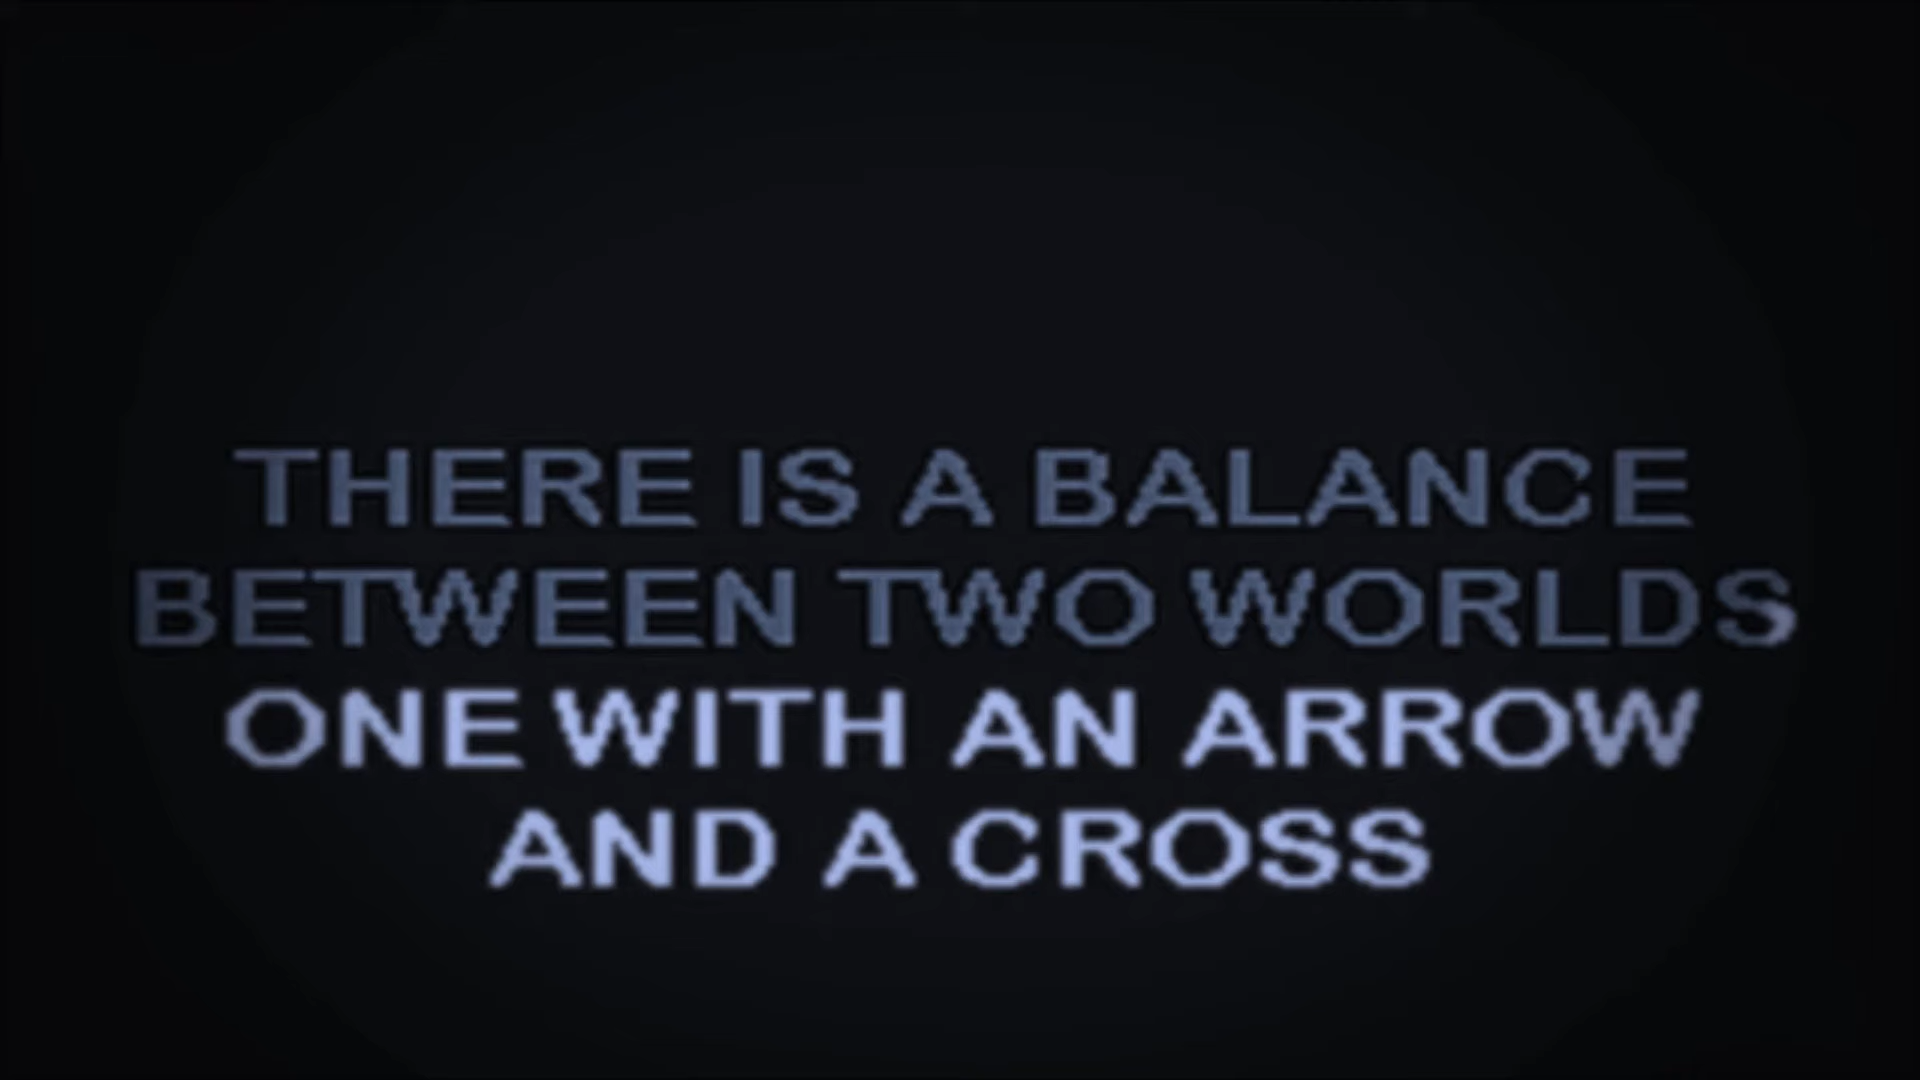 THERE IS A BALANCE
BETWEEN TWO WORLDS
ONE WITH AN ARROW
AND A CROSS